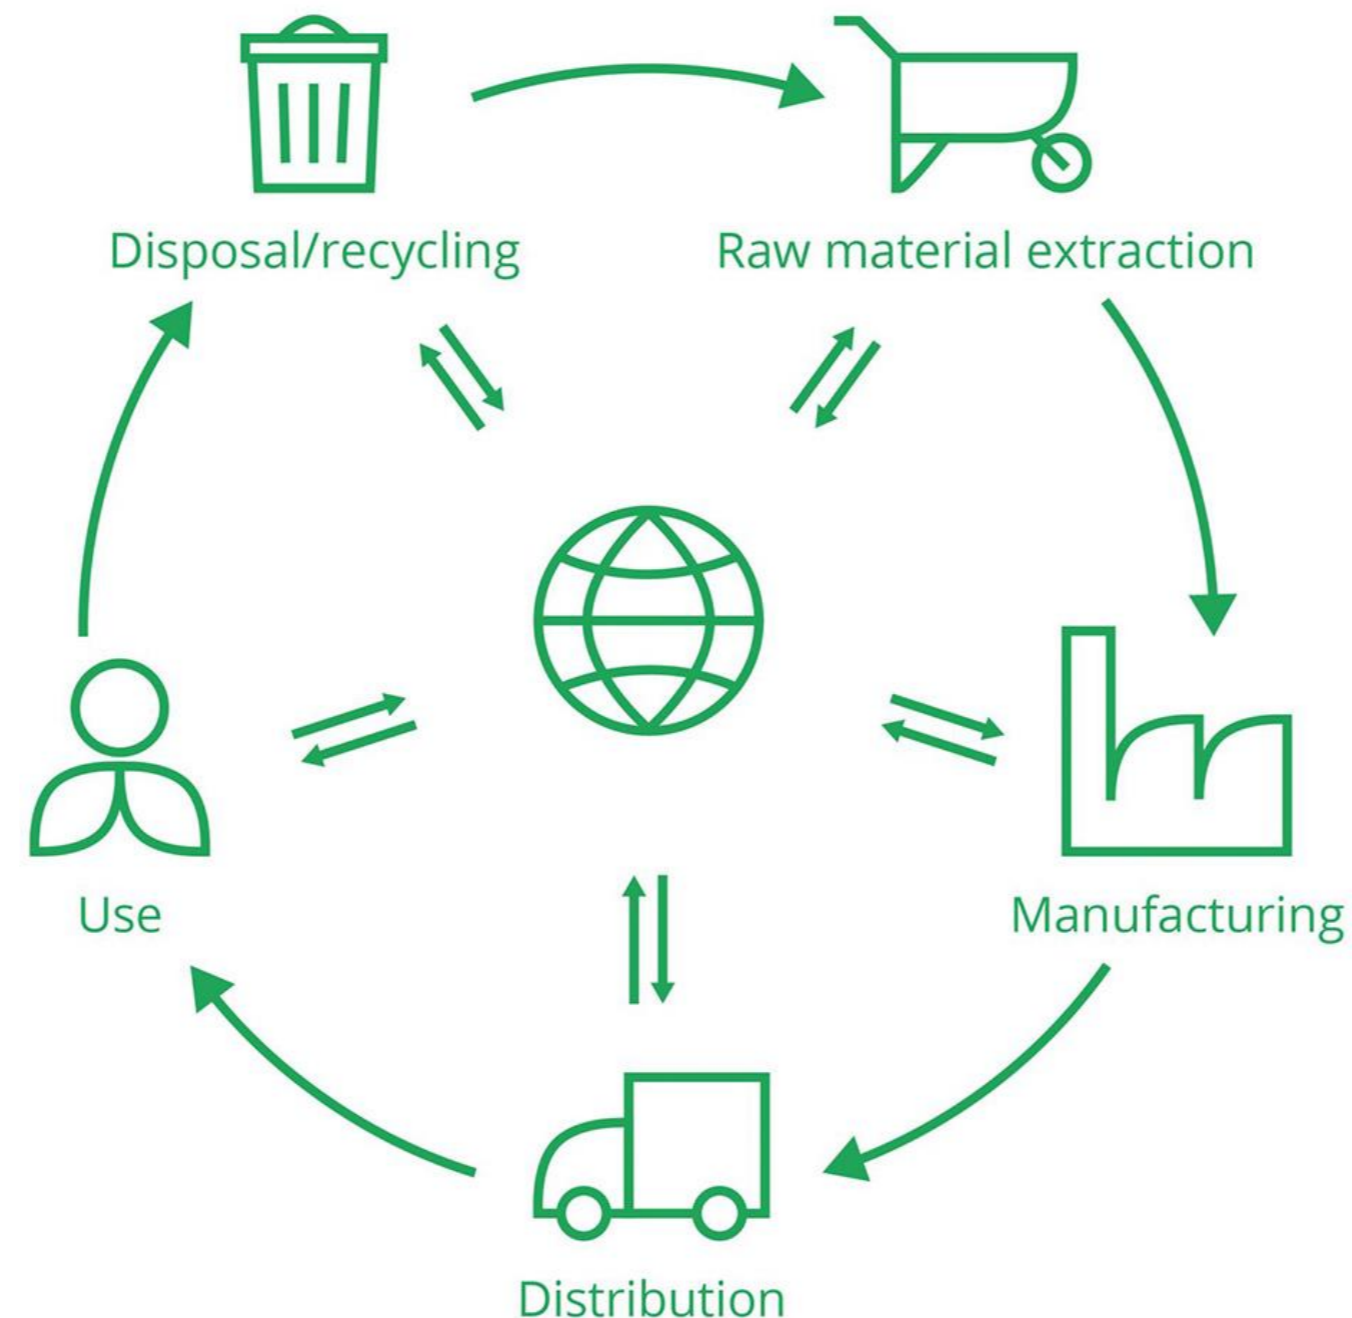 Disposal/recycling
Raw material extraction
Use
Manufacturing
Distribution